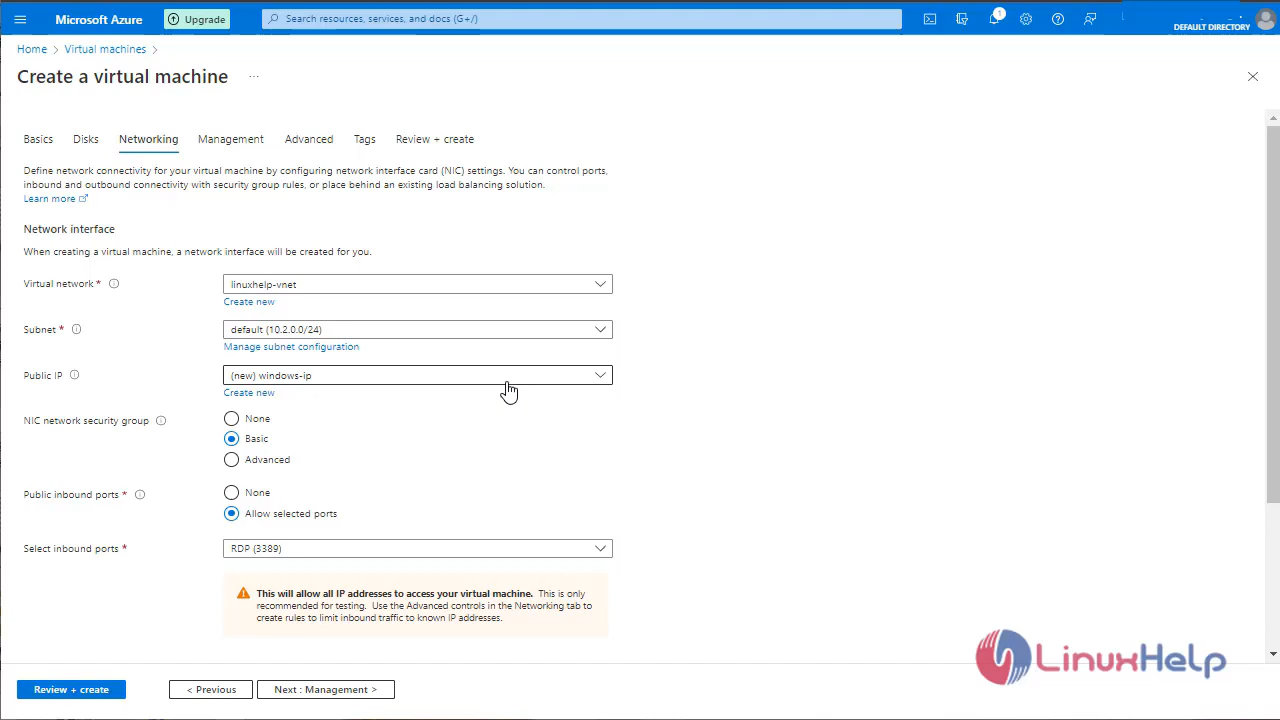 Microsoft Azure
Upgrade
Search resources, services, and docs (G+/)
1
DEFAULT DIRECTORY
Home > Virtual machines >
Create a virtual machine ...
Basics Disks Networking Management Advanced Tags Review + create
Define network connectivity for your virtual machine by configuring network interface card (NIC) settings. You can control ports,
inbound and outbound connectivity with security group rules, or place behind an existing load balancing solution.
Learn more
Network interface
When creating a virtual machine, a network interface will be created for you.
Virtual network * linuxhelp-vnet
Create new
Subnet * default (10.2.0.0/24)
Manage subnet configuration
Public IP (new) windows-ip
Create new
NIC network security group None
Basic
Advanced
Public inbound ports * None
Allow selected ports
Select inbound ports * RDP (3389)
This will allow all IP addresses to access your virtual machine. This is only
recommended for testing. Use the Advanced controls in the Networking tab to
create rules to limit inbound traffic to known IP addresses.
LinuxHelp
Review + create < Previous Next : Management >